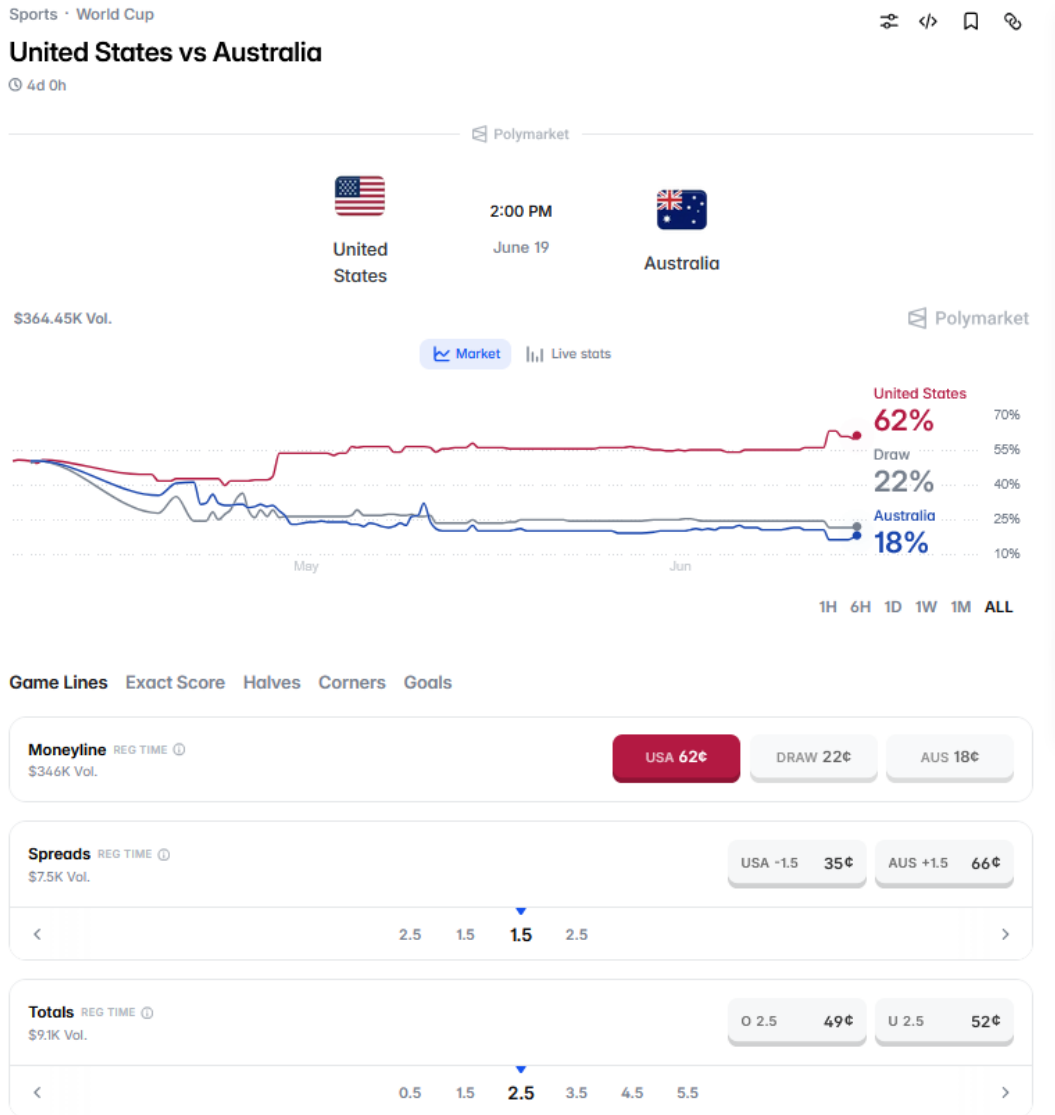 Sports · World Cup
United States vs Australia
4d 0h
Polymarket
United States
2:00 PM
June 19
Australia
$364.45K Vol.
Polymarket
Market
Live stats
United States
62%
Draw
22%
Australia
18%
70%
55%
40%
25%
10%
May
Jun
1H 6H 1D 1W 1M ALL
Game Lines Exact Score Halves Corners Goals
Moneyline REG TIME
$346K Vol.
USA 62¢
DRAW 22¢
AUS 18¢
Spreads REG TIME
$7.5K Vol.
USA -1.5 35¢
AUS +1.5 66¢
2.5 1.5 1.5 2.5
Totals REG TIME
$9.1K Vol.
O 2.5 49¢
U 2.5 52¢
0.5 1.5 2.5 3.5 4.5 5.5